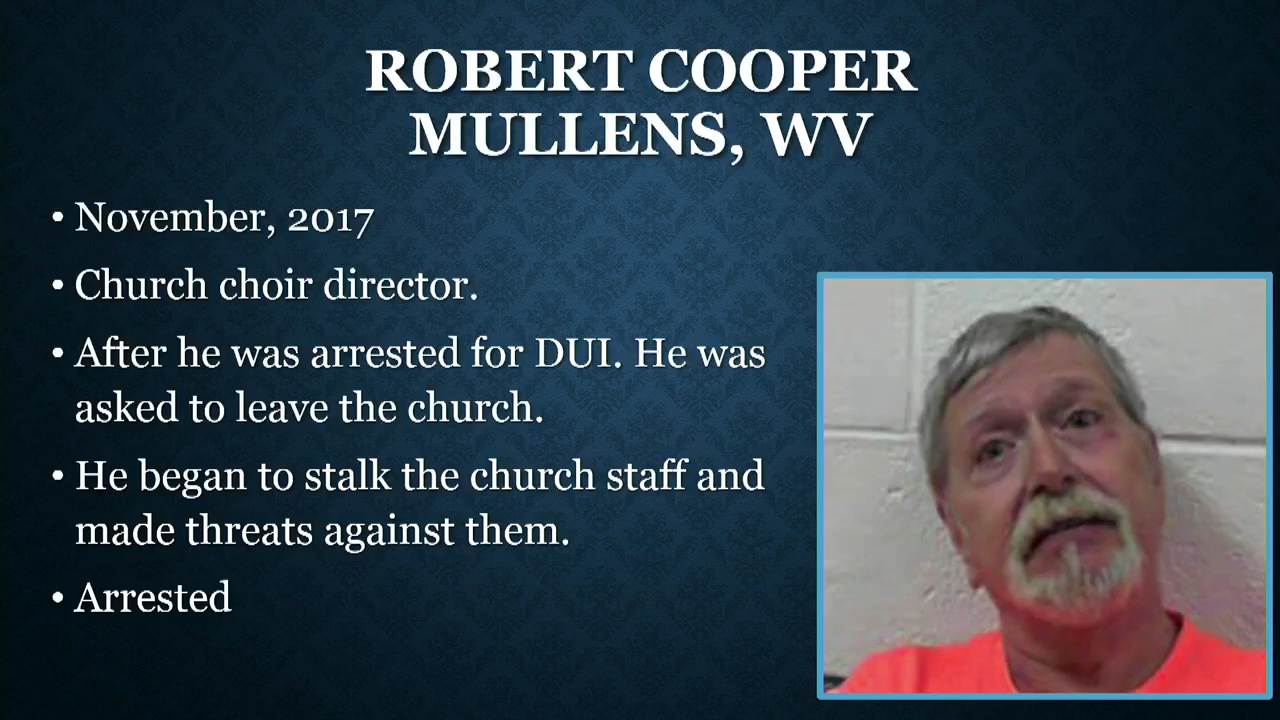 ROBERT COOPER
MULLENS, WV
• November, 2017
• Church choir director.
• After he was arrested for DUI. He was
asked to leave the church.
• He began to stalk the church staff and
made threats against them.
• Arrested